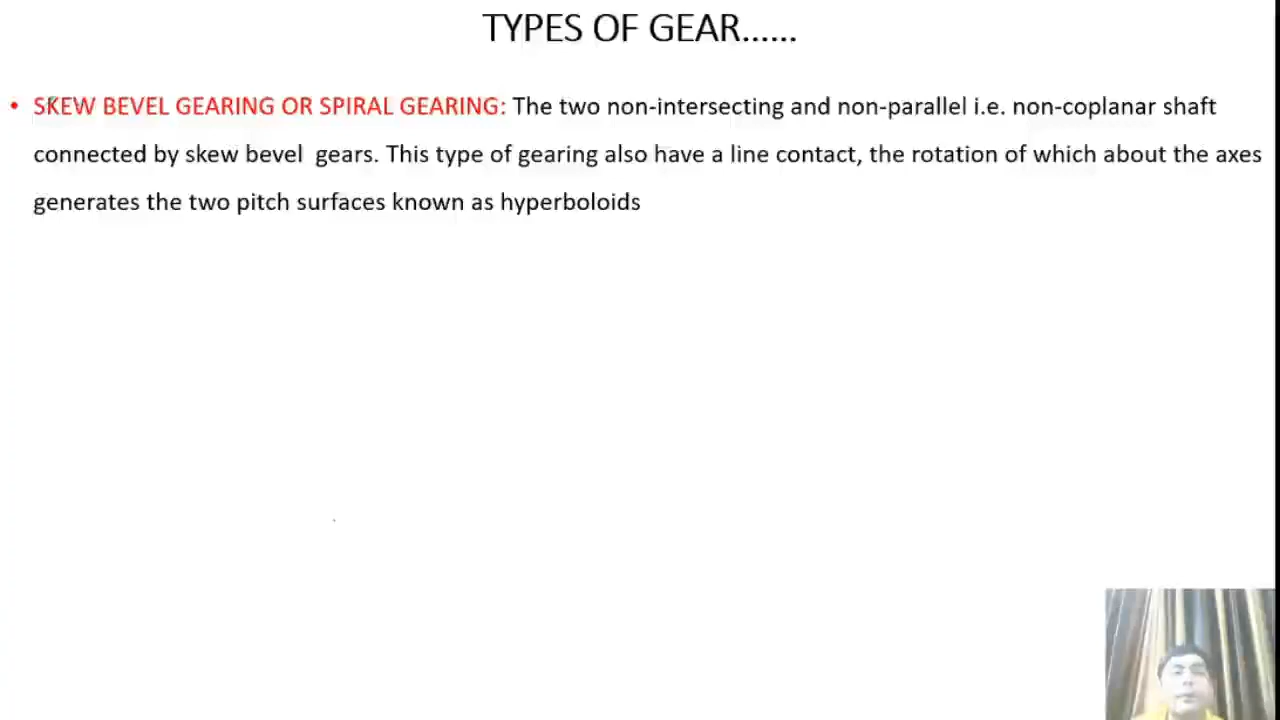 TYPES OF GEAR......
• SKEW BEVEL GEARING OR SPIRAL GEARING: The two non-intersecting and non-parallel i.e. non-coplanar shaft
connected by skew bevel  gears. This type of gearing also have a line contact, the rotation of which about the axes
generates the two pitch surfaces known as hyperboloids